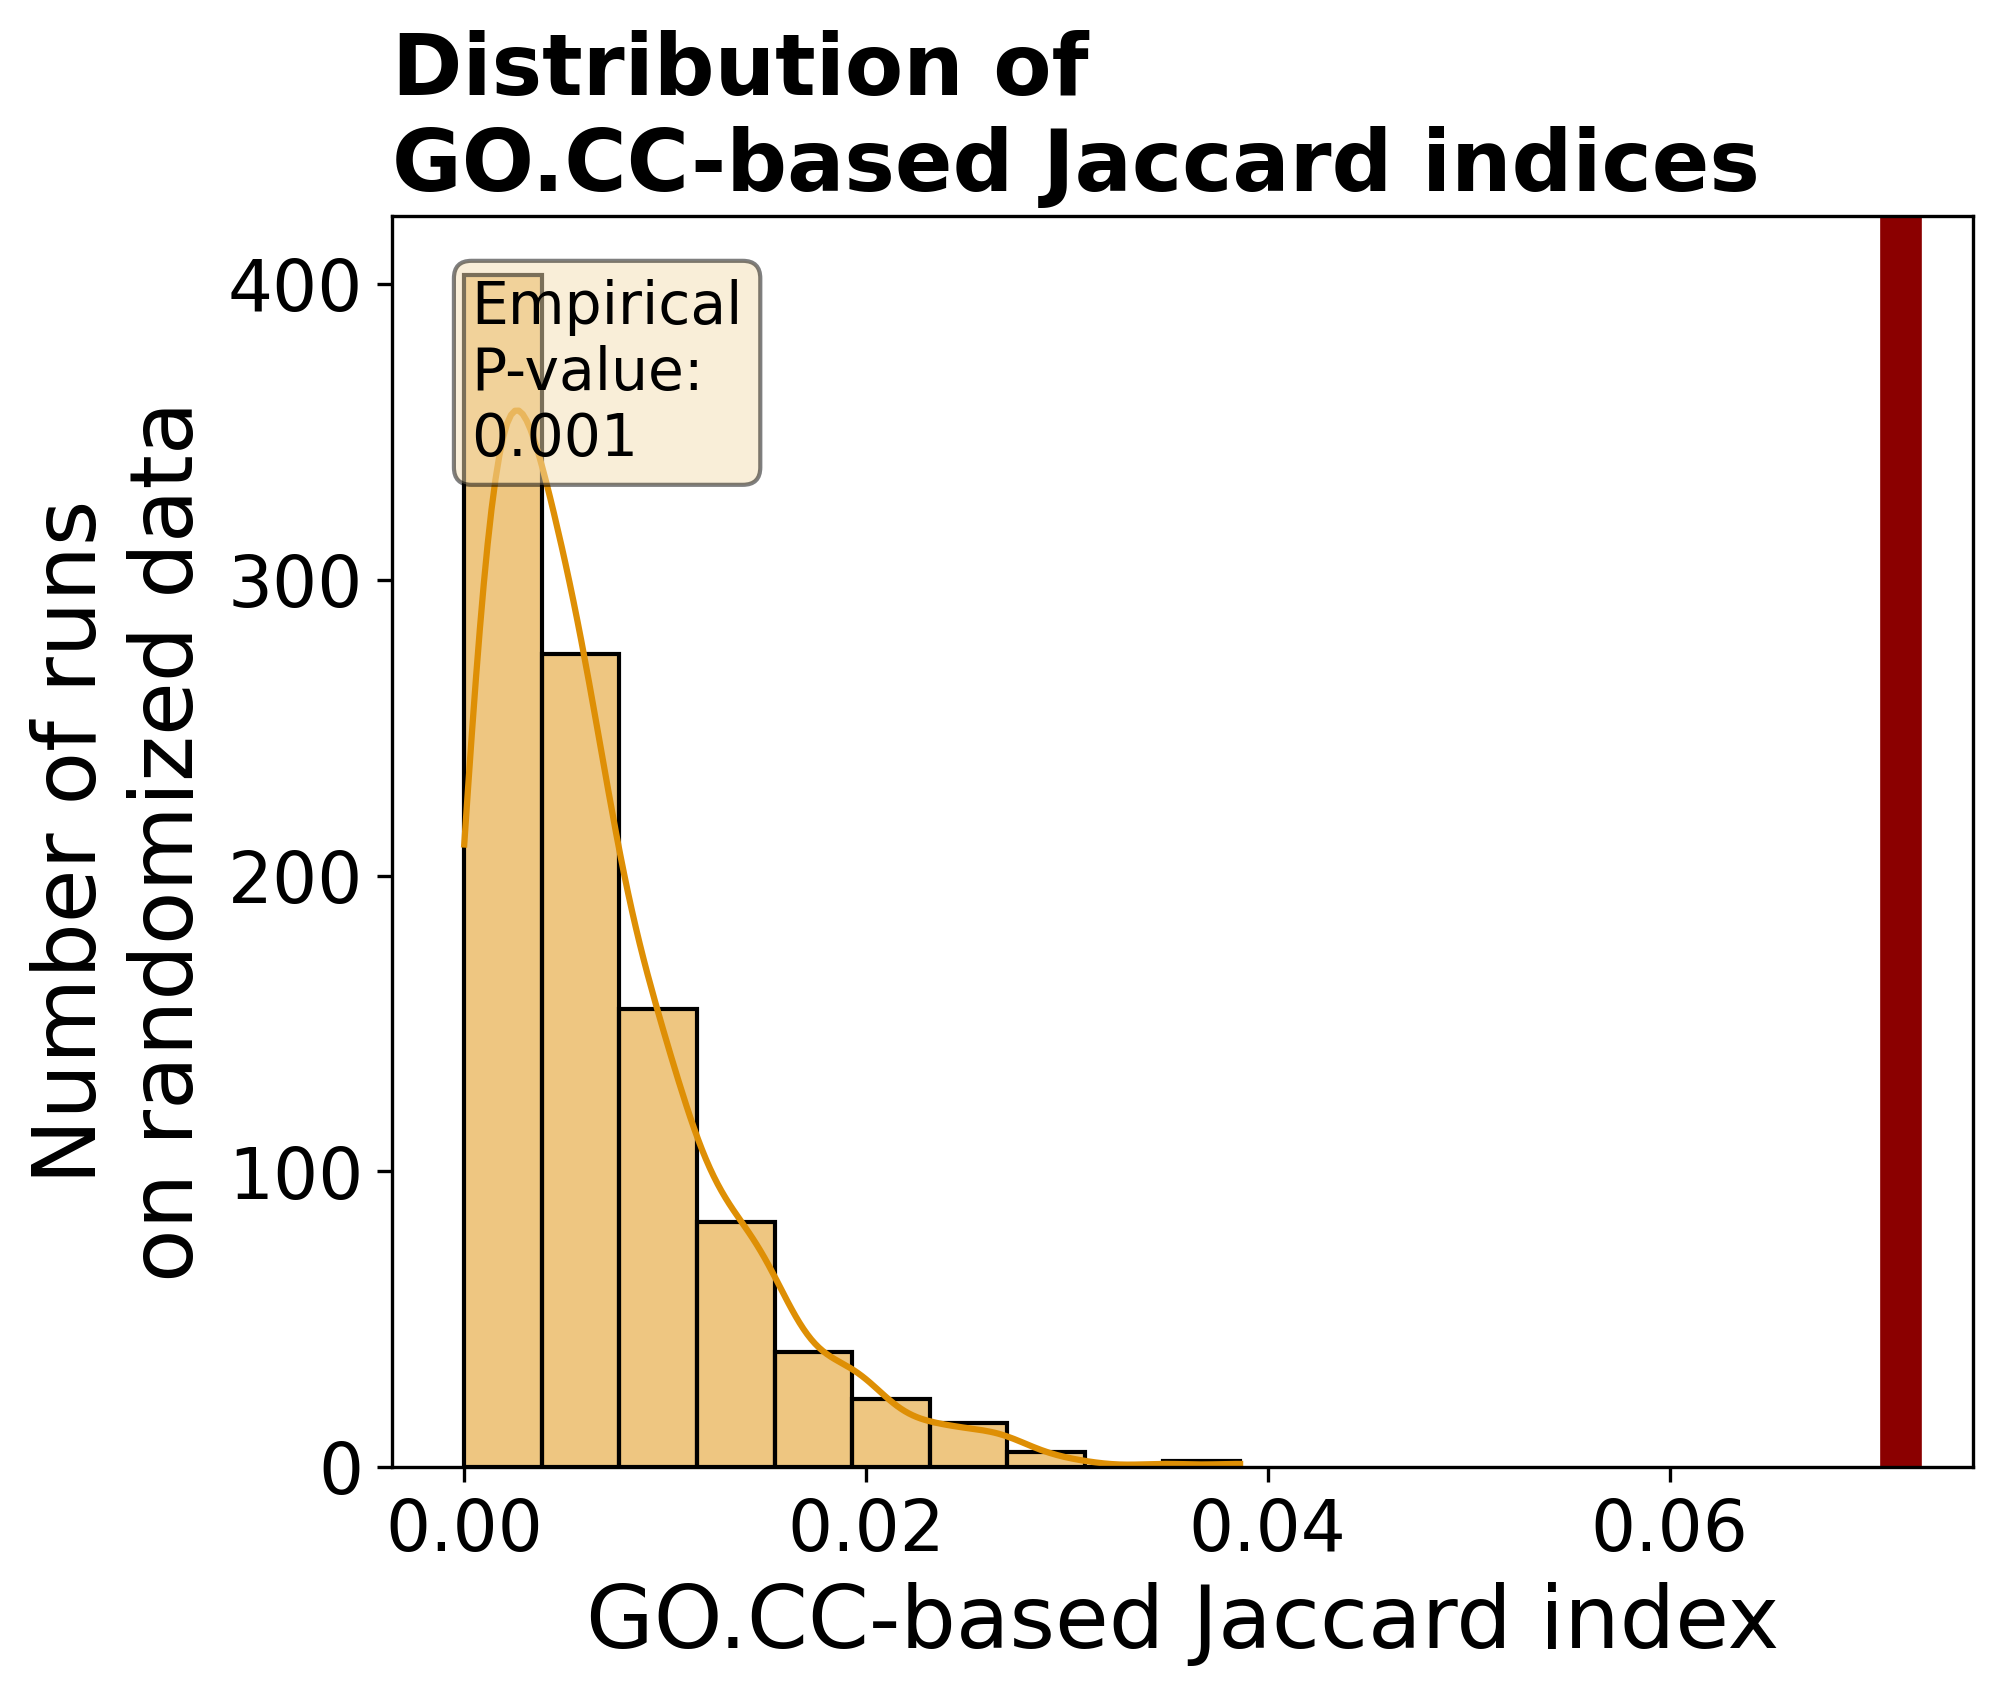 Distribution of
GO.CC-based Jaccard indices
Empirical
P-value:
0.001
Number of runs
on randomized data
400
300
200
100
0
0.00 0.02 0.04 0.06
GO.CC-based Jaccard index